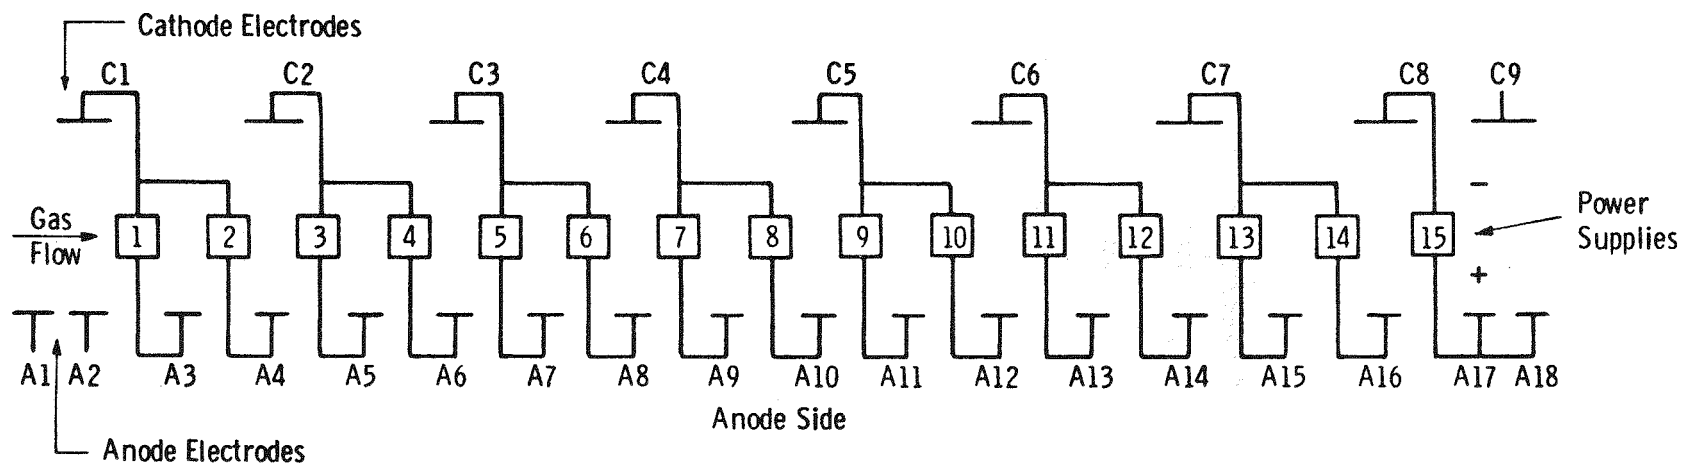 Cathode Electrodes
C1 C2 C3 C4 C5 C6 C7 C8 C9
−
Gas
Flow
1 2 3 4 5 6 7 8 9 10 11 12 13 14 15
Power
Supplies
+
A1 A2 A3 A4 A5 A6 A7 A8 A9 A10 A11 A12 A13 A14 A15 A16 A17 A18
Anode Side
Anode Electrodes